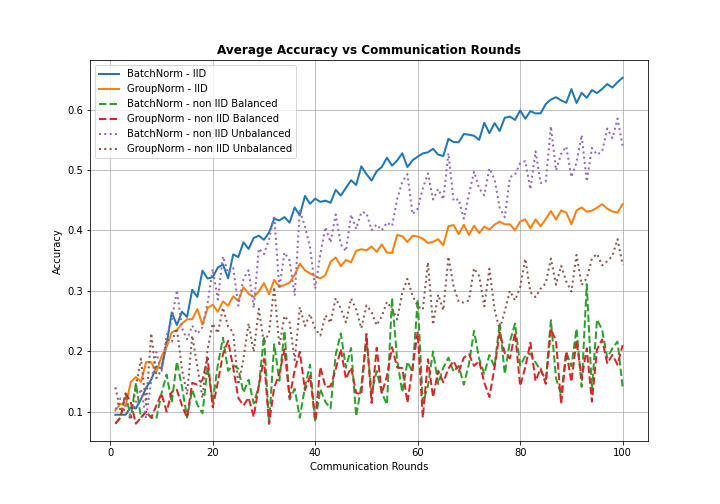 Average Accuracy vs Communication Rounds
BatchNorm - IID
GroupNorm - IID
BatchNorm - non IID Balanced
GroupNorm - non IID Balanced
BatchNorm - non IID Unbalanced
GroupNorm - non IID Unbalanced
Accuracy
0.6
0.5
0.4
0.3
0.2
0.1
0 20 40 60 80 100
Communication Rounds